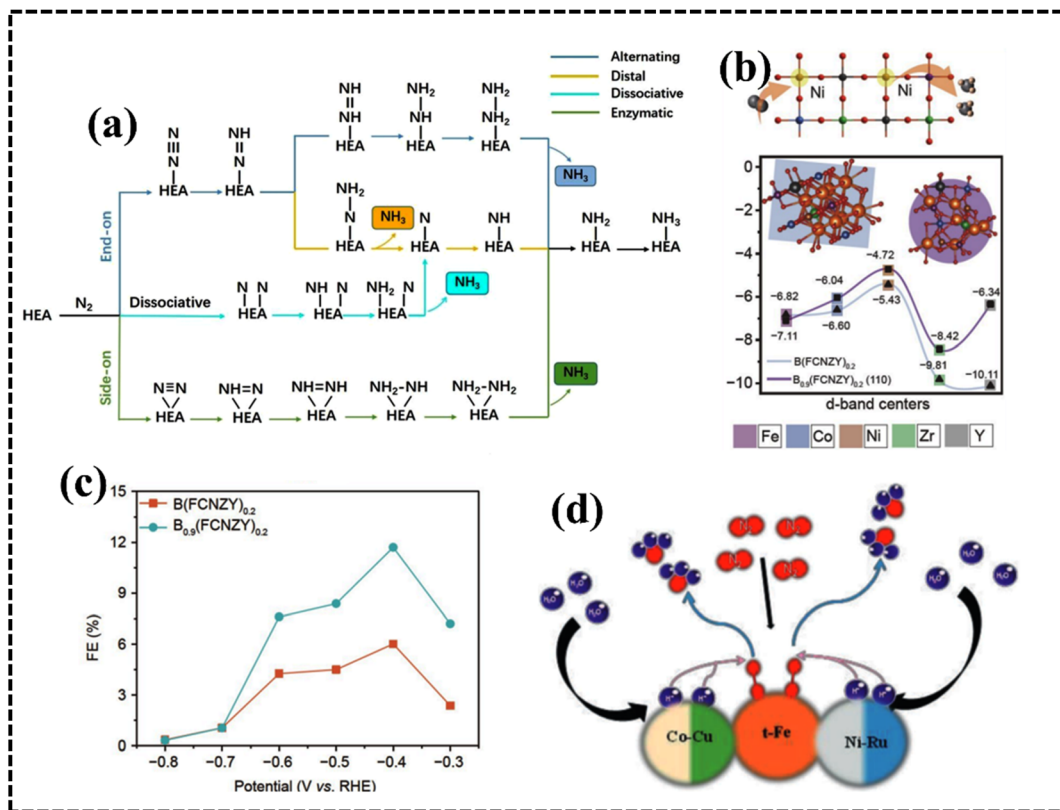 (a)
Alternating
Distal
Dissociative
Enzymatic
NH
NH₂
NH₂
N
NH
NH
NH
NH₂
N
N
HEA
HEA
HEA
HEA
HEA
NH₃
NH₂
N
NH₃
N
NH
NH₂
NH₃
HEA
HEA
HEA
HEA
HEA
End-on
N N
NH N
NH₂ N
NH₃
HEA
N₂
Dissociative
HEA
HEA
HEA
Side-on
N≡N
NH=N
NH=NH
NH₂-NH
NH₂-NH₂
NH₃
HEA
HEA
HEA
HEA
HEA
(b)
Ni
Ni
0
−2
−4
−6
−8
−10
−4.72
−6.04
−6.34
−6.82
−5.43
−7.11
−6.60
−8.42
−9.81
−10.11
B(FCNZY)₀.₂
B₀.₉(FCNZY)₀.₂ (110)
d-band centers
Fe
Co
Ni
Zr
Y
(c)
B(FCNZY)₀.₂
B₀.₉(FCNZY)₀.₂
FE (%)
15
12
9
6
3
0
−0.8
−0.7
−0.6
−0.5
−0.4
−0.3
Potential (V vs. RHE)
(d)
H₂O
H₂O
H₂O
H₂O
H⁺
H⁺
H⁺
H⁺
Co-Cu
t-Fe
Ni-Ru